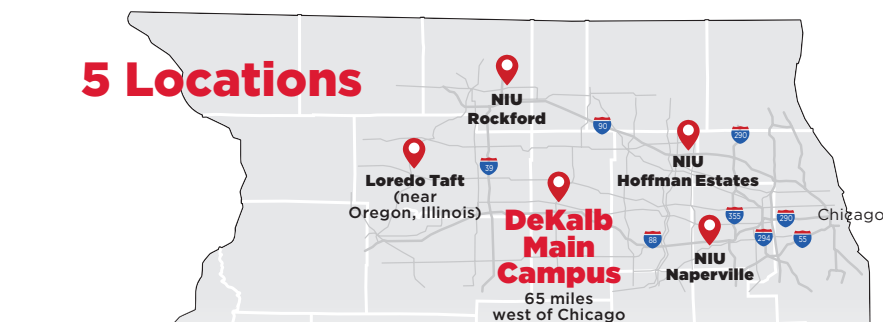 5 Locations
NIU
Rockford
90
290
NIU
Hoffman Estates
39
Loredo Taft
(near
Oregon, Illinois)
DeKalb
Main
Campus
65 miles
west of Chicago
88
355
290
Chicago
294
55
NIU
Naperville